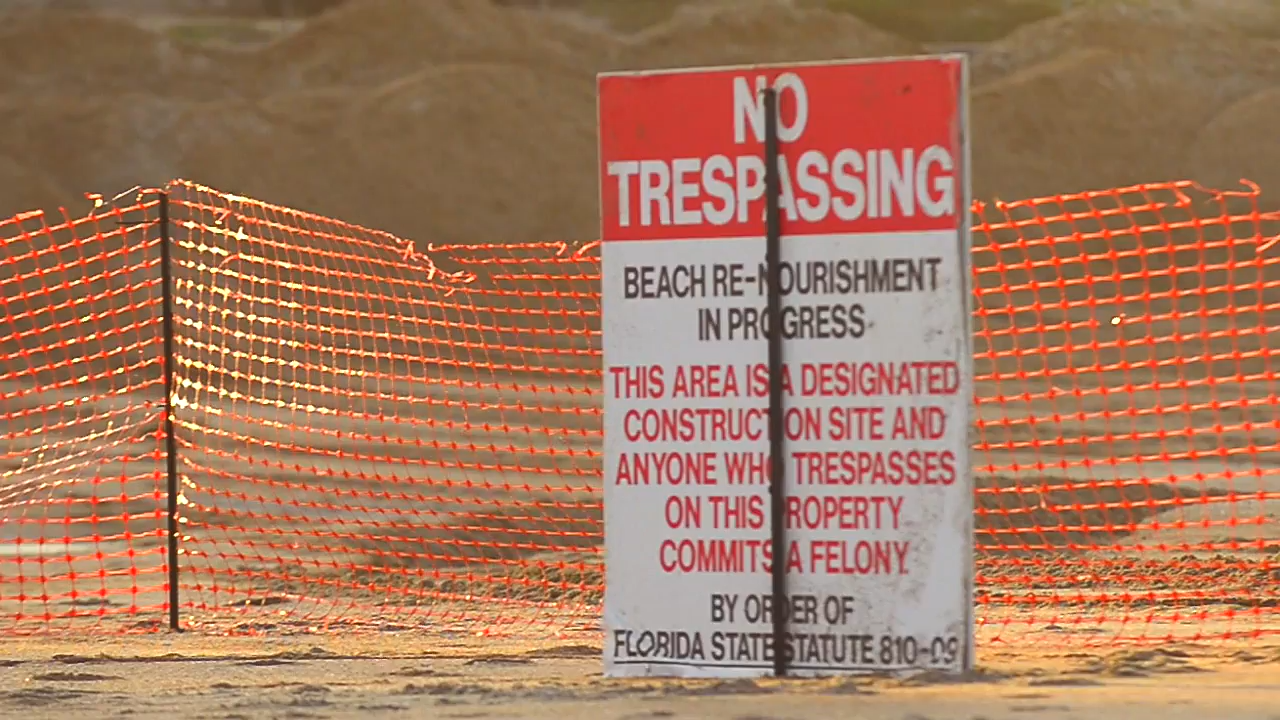 NO
TRESPASSING
BEACH RE-NOURISHMENT
IN PROGRESS
THIS AREA IS A DESIGNATED
CONSTRUCTION SITE AND
ANYONE WHO TRESPASSES
ON THIS PROPERTY
COMMITS A FELONY
BY ORDER OF
FLORIDA STATE STATUTE 810-09